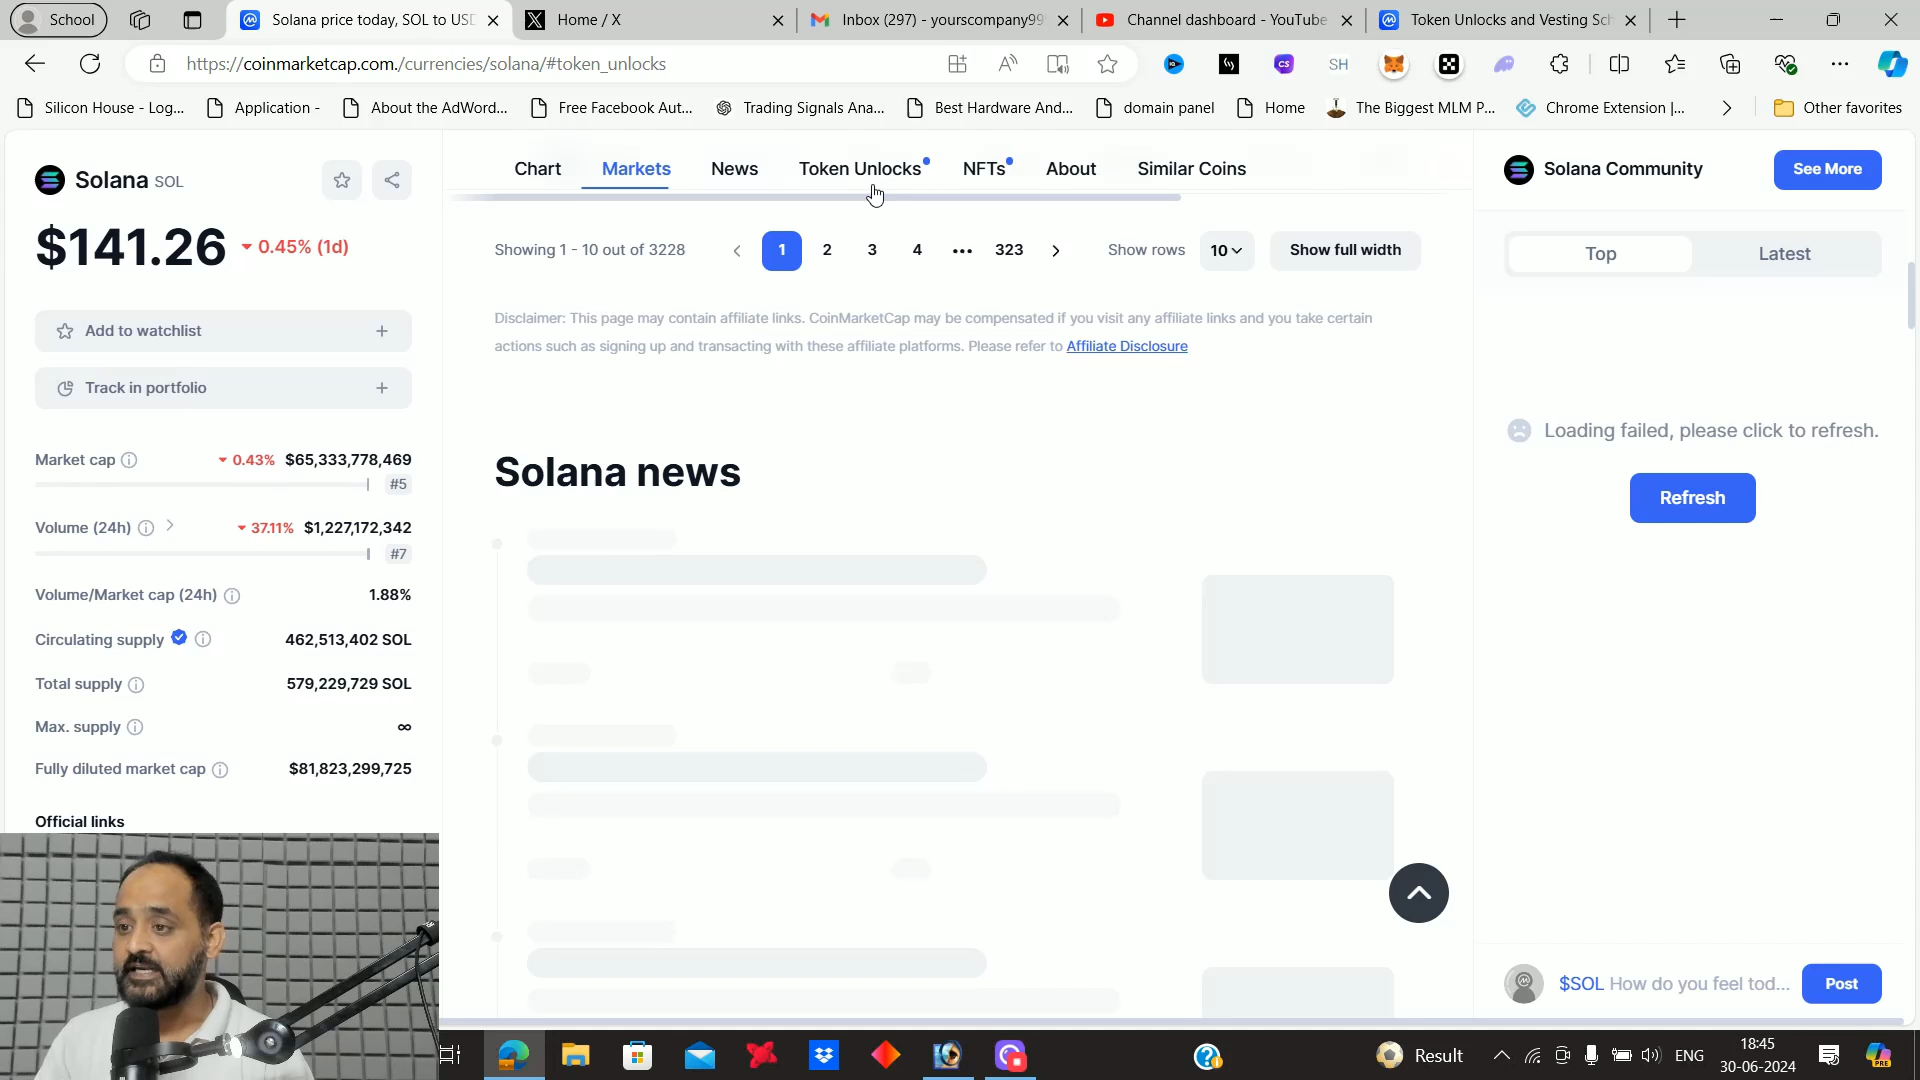 School
Solana price today, SOL to USD
Home / X
Inbox (297) - yourscompany99
Channel dashboard - YouTube
Token Unlocks and Vesting Sch
https://coinmarketcap.com./currencies/solana/#token_unlocks
SH
Silicon House - Log...
Application -
About the AdWord...
Free Facebook Aut...
Trading Signals Ana...
Best Hardware And...
domain panel
Home
The Biggest MLM P...
Chrome Extension |...
Other favorites
Solana SOL
$141.26 0.45% (1d)
Add to watchlist
Track in portfolio
Market cap 0.43% $65,333,778,469
#5
Volume (24h) 37.11% $1,227,172,342
#7
Volume/Market cap (24h) 1.88%
Circulating supply 462,513,402 SOL
Total supply 579,229,729 SOL
Max. supply ∞
Fully diluted market cap $81,823,299,725
Official links
Chart Markets News Token Unlocks NFTs About Similar Coins
Showing 1 - 10 out of 3228 1 2 3 4 ... 323 Show rows 10 Show full width
Disclaimer: This page may contain affiliate links. CoinMarketCap may be compensated if you visit any affiliate links and you take certain
actions such as signing up and transacting with these affiliate platforms. Please refer to Affiliate Disclosure
Solana news
Solana Community See More
Top Latest
Loading failed, please click to refresh.
Refresh
$SOL How do you feel tod... Post
Result
ENG
18:45
30-06-2024
PRE